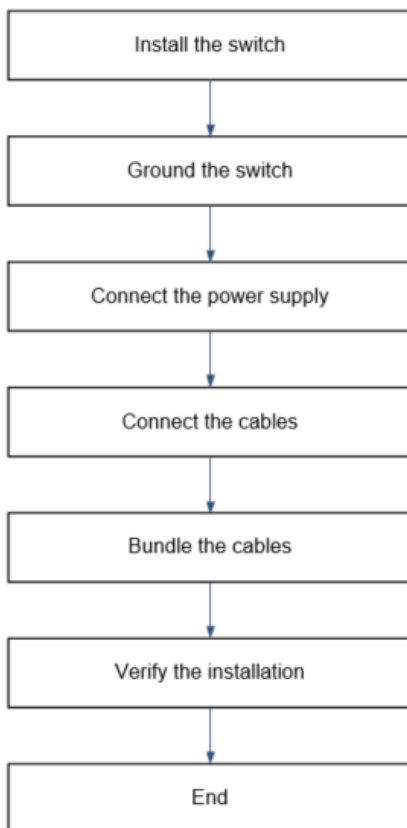 Install the switch
Ground the switch
Connect the power supply
Connect the cables
Bundle the cables
Verify the installation
End